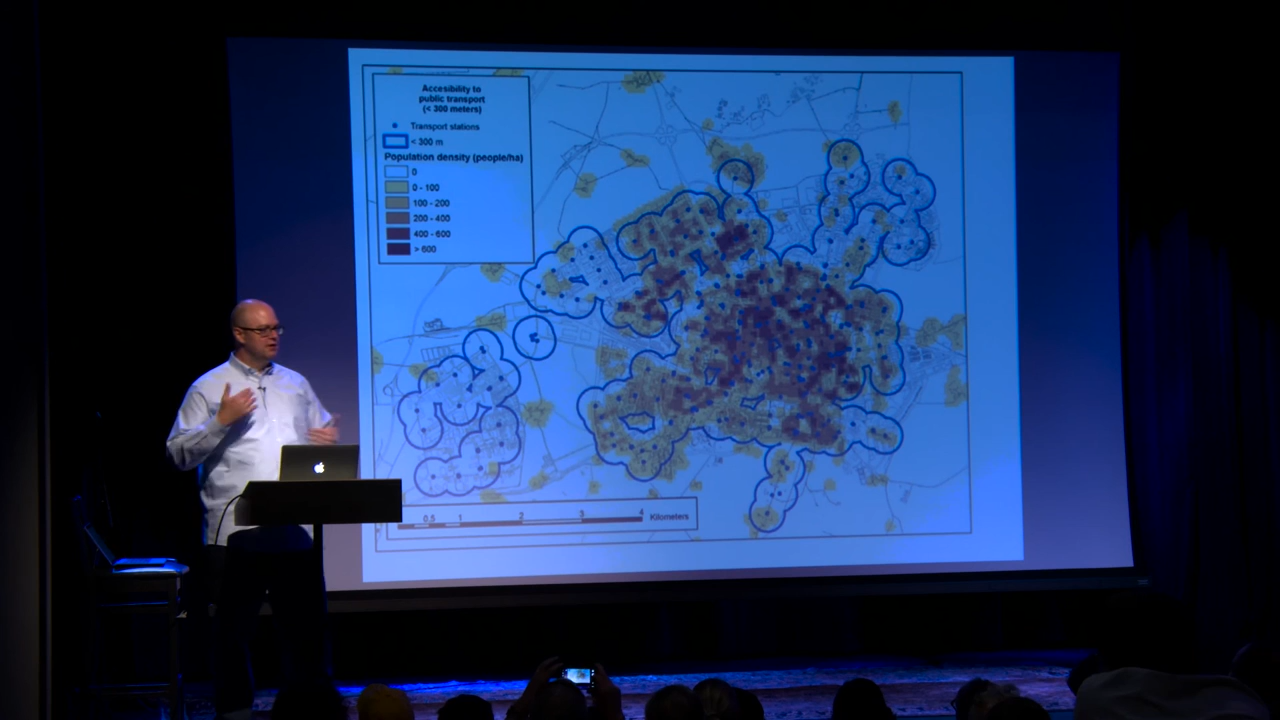 Accesibility to
public transport
(< 300 meters)
Transport stations
< 300 m
Population density (people/ha)
0
0 - 100
100 - 200
200 - 400
400 - 600
> 600
0,5 1 2 3 4 Kilometers